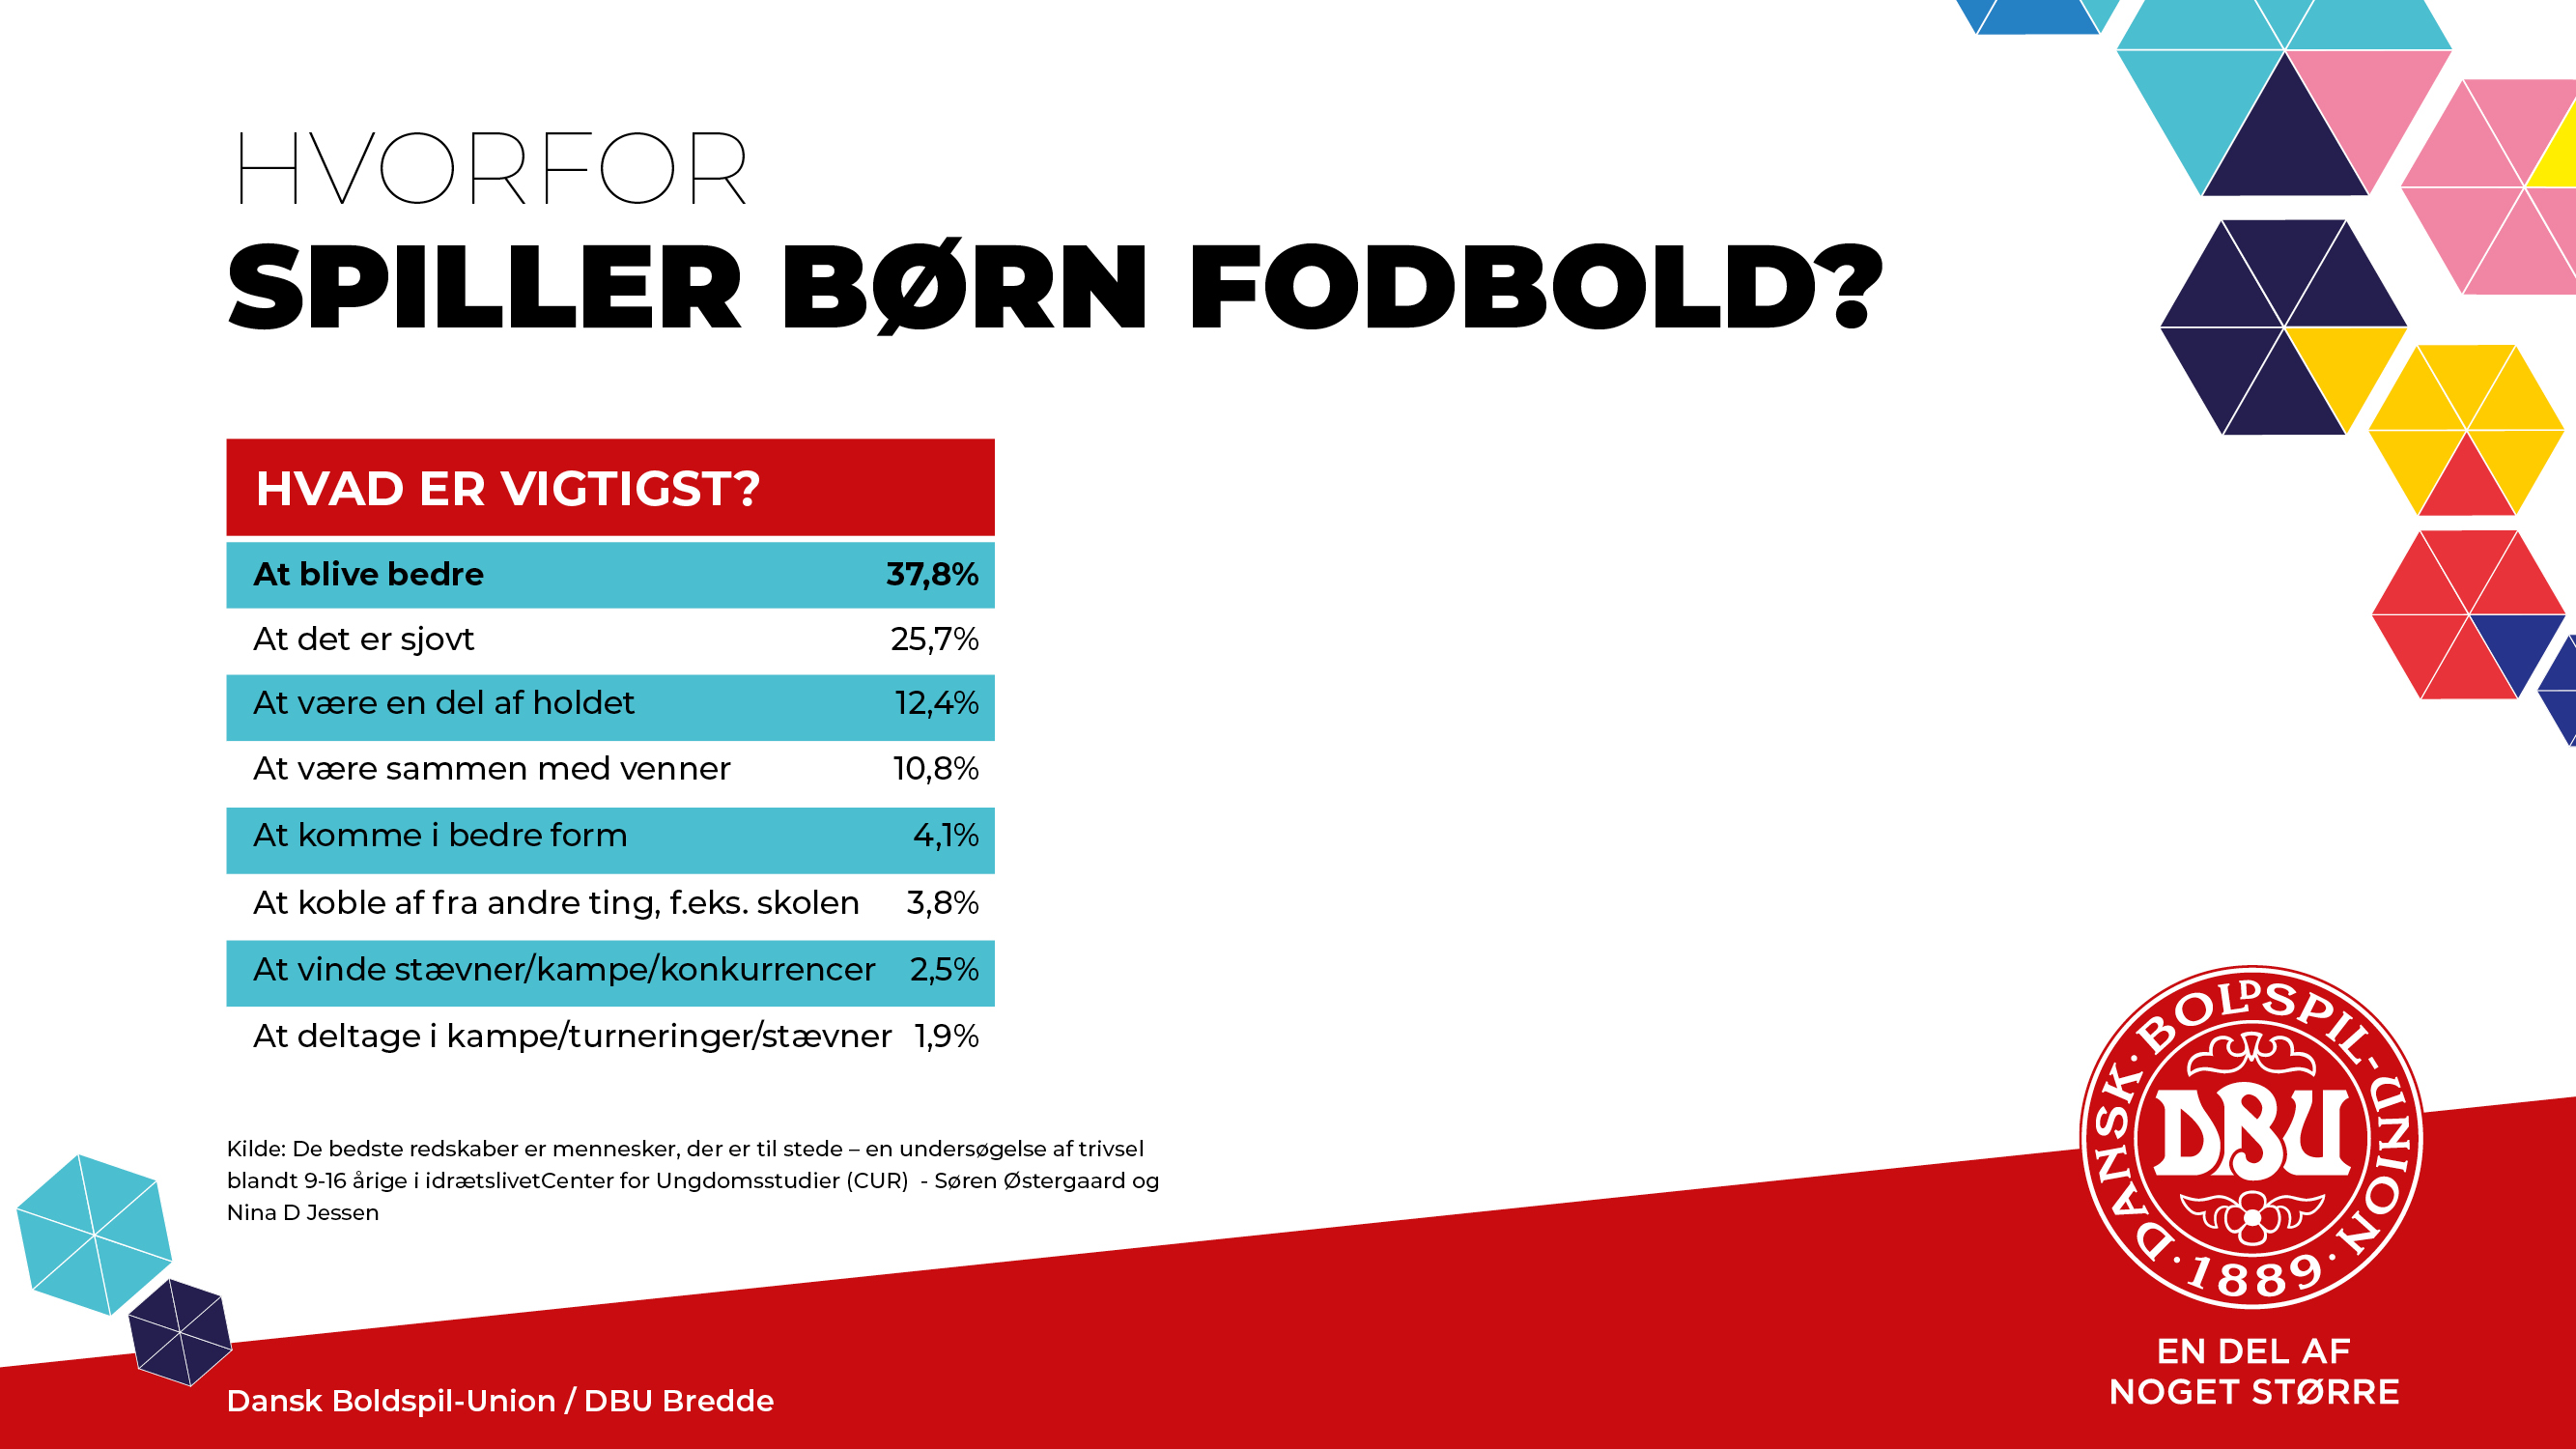 HVORFOR
SPILLER BØRN FODBOLD?
HVAD ER VIGTIGST?
At blive bedre 37,8%
At det er sjovt 25,7%
At være en del af holdet 12,4%
At være sammen med venner 10,8%
At komme i bedre form 4,1%
At koble af fra andre ting, f.eks. skolen 3,8%
At vinde stævner/kampe/konkurrencer 2,5%
At deltage i kampe/turneringer/stævner 1,9%
Kilde: De bedste redskaber er mennesker, der er til stede – en undersøgelse af trivsel
blandt 9-16 årige i idrætslivetCenter for Ungdomsstudier (CUR)  - Søren Østergaard og
Nina D Jessen
DANSK·BOLDSPIL-UNION
DBU
·1889·
EN DEL AF
NOGET STØRRE
Dansk Boldspil-Union / DBU Bredde